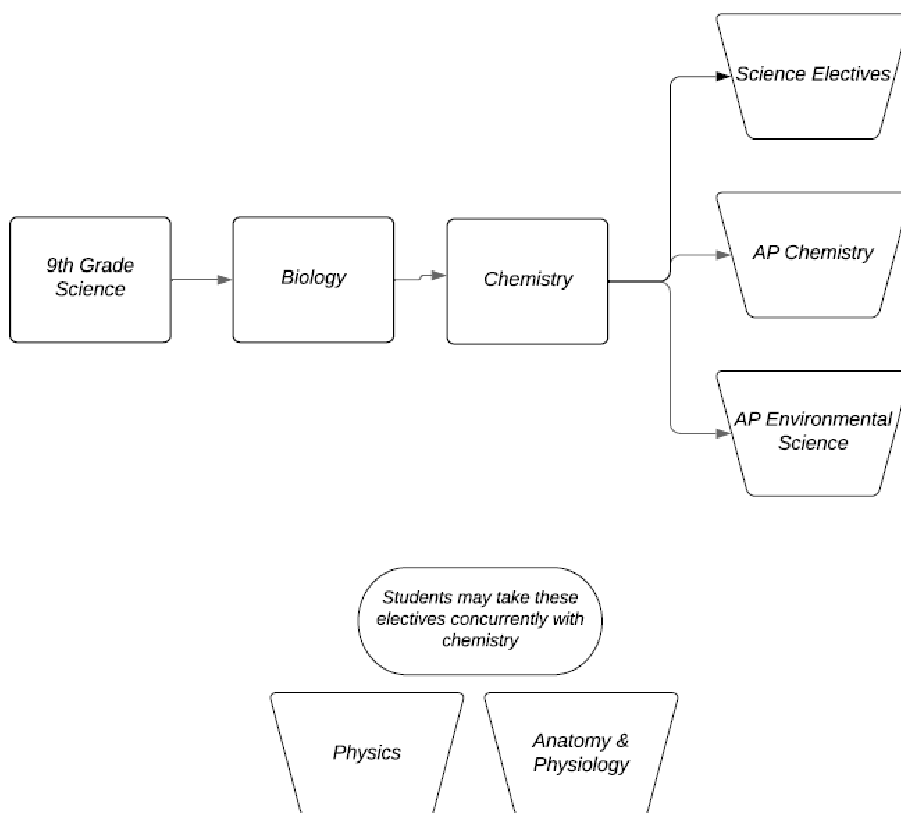 Science Electives
9th Grade
Science
Biology
Chemistry
AP Chemistry
AP Environmental
Science
Students may take these
electives concurrently with
chemistry
Physics
Anatomy &
Physiology